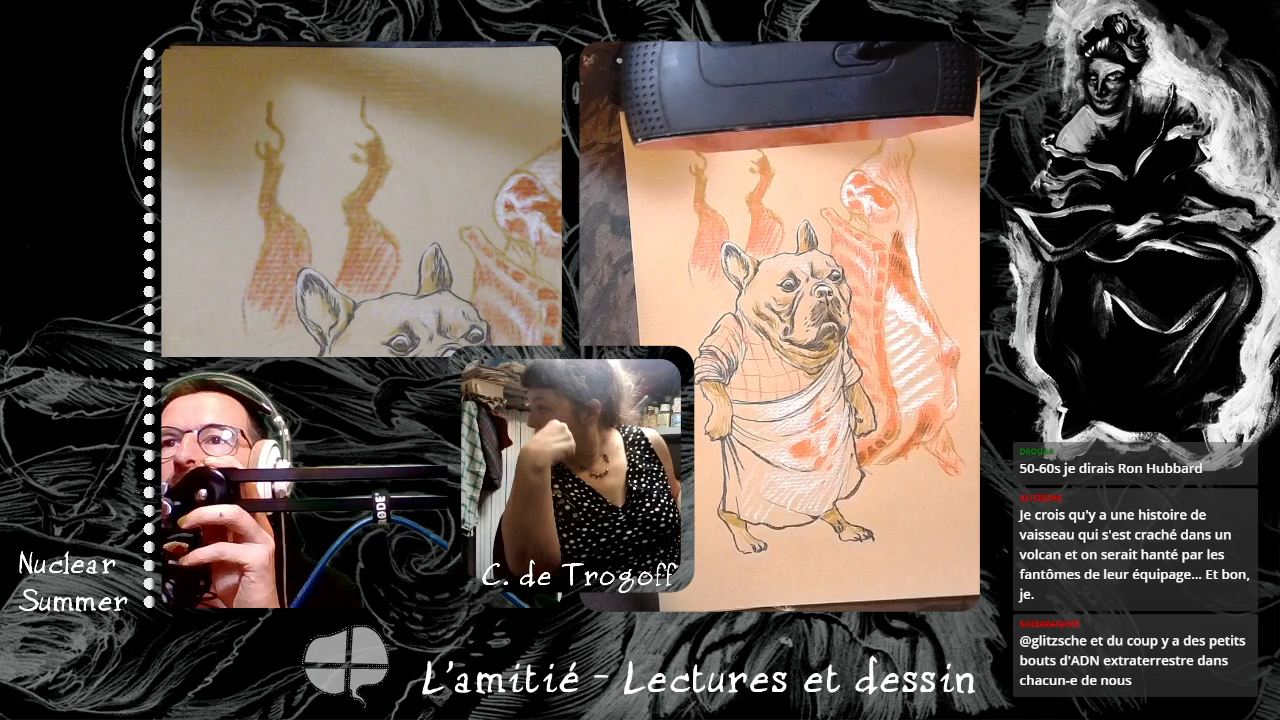 Nuclear
Summer
RØDE
C. de Trogoff
L'amitié - Lectures et dessin
50-60s je dirais Ron Hubbard
GLITZSCHE
Je crois qu'y a une histoire de
vaisseau qui s'est craché dans un
volcan et on serait hanté par les
fantômes de leur équipage... Et bon,
je.
@glitzsche et du coup y a des petits
bouts d'ADN extraterrestre dans
chacun-e de nous